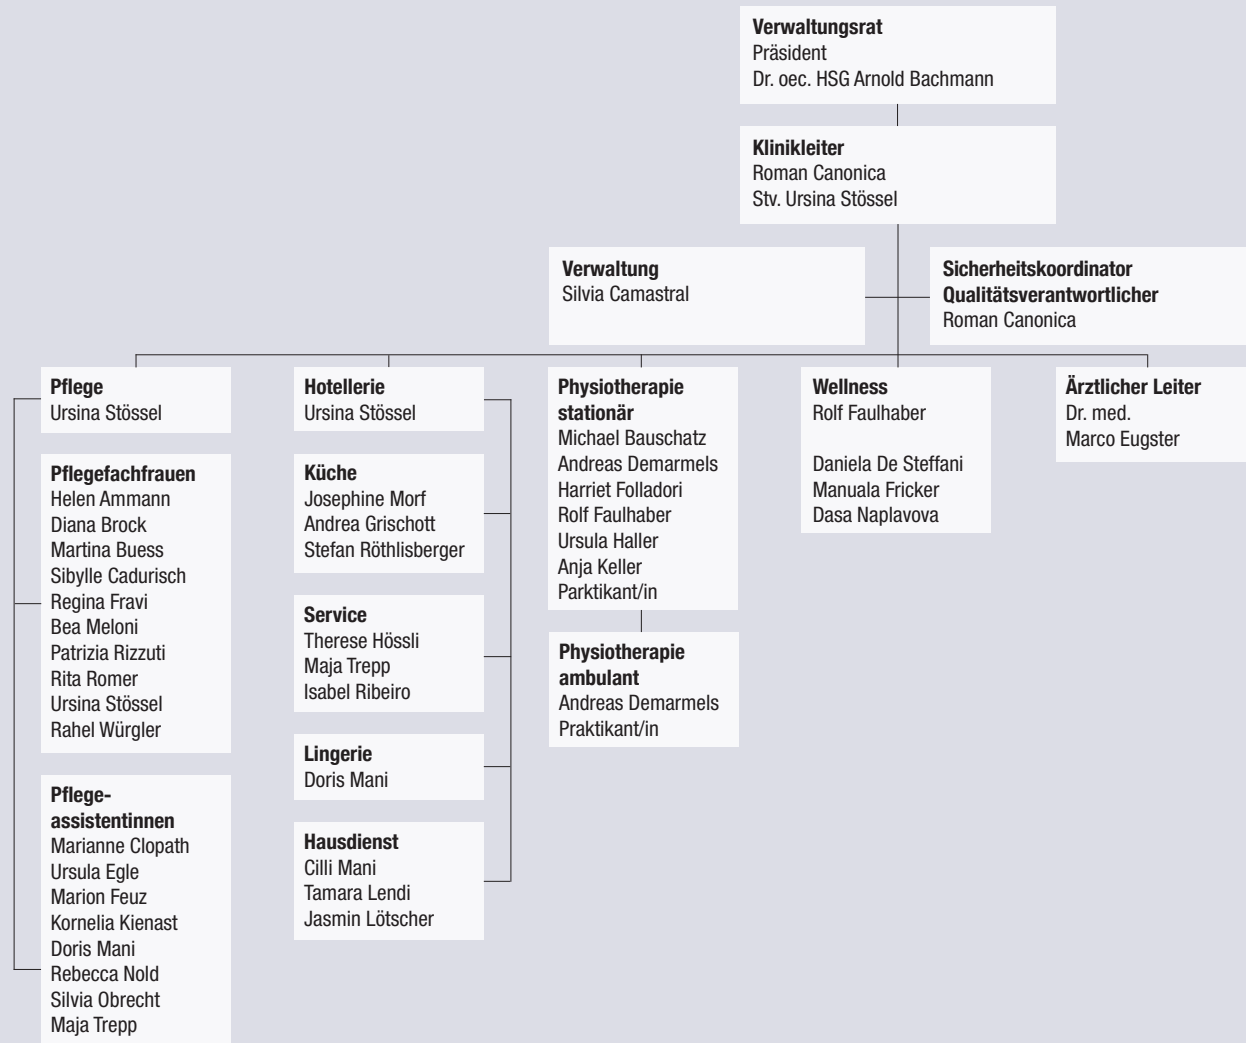 Verwaltungsrat
Präsident
Dr. oec. HSG Arnold Bachmann
Klinikleiter
Roman Canonica
Stv. Ursina Stössel
Verwaltung
Silvia Camastral
Sicherheitskoordinator
Qualitätsverantwortlicher
Roman Canonica
Pflege
Ursina Stössel
Pflegefachfrauen
Helen Ammann
Diana Brock
Martina Buess
Sibylle Cadurisch
Regina Fravi
Bea Meloni
Patrizia Rizzuti
Rita Romer
Ursina Stössel
Rahel Würgler
Pflege-
assistentinnen
Marianne Clopath
Ursula Egle
Marion Feuz
Kornelia Kienast
Doris Mani
Rebecca Nold
Silvia Obrecht
Maja Trepp
Hotellerie
Ursina Stössel
Küche
Josephine Morf
Andrea Grischott
Stefan Röthlisberger
Service
Therese Hössli
Maja Trepp
Isabel Ribeiro
Lingerie
Doris Mani
Hausdienst
Cilli Mani
Tamara Lendi
Jasmin Lötscher
Physiotherapie
stationär
Michael Bauschatz
Andreas Demarmels
Harriet Folladori
Rolf Faulhaber
Ursula Haller
Anja Keller
Parktikant/in
Physiotherapie
ambulant
Andreas Demarmels
Praktikant/in
Wellness
Rolf Faulhaber
Daniela De Steffani
Manuala Fricker
Dasa Naplavova
Ärztlicher Leiter
Dr. med.
Marco Eugster